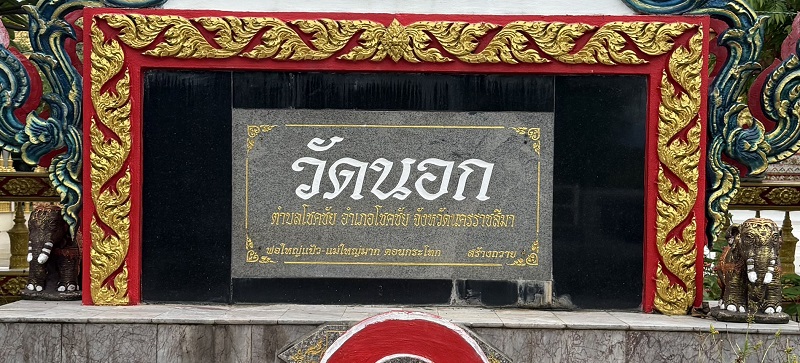 วัดนอก
ตำบลโชคชัย อำเภอโชคชัย จังหวัดนครราชสีมา
พ่อใหญ่แป๊ว-แม่ใหญ่มาก ดอนกระโทก สร้างถวาย